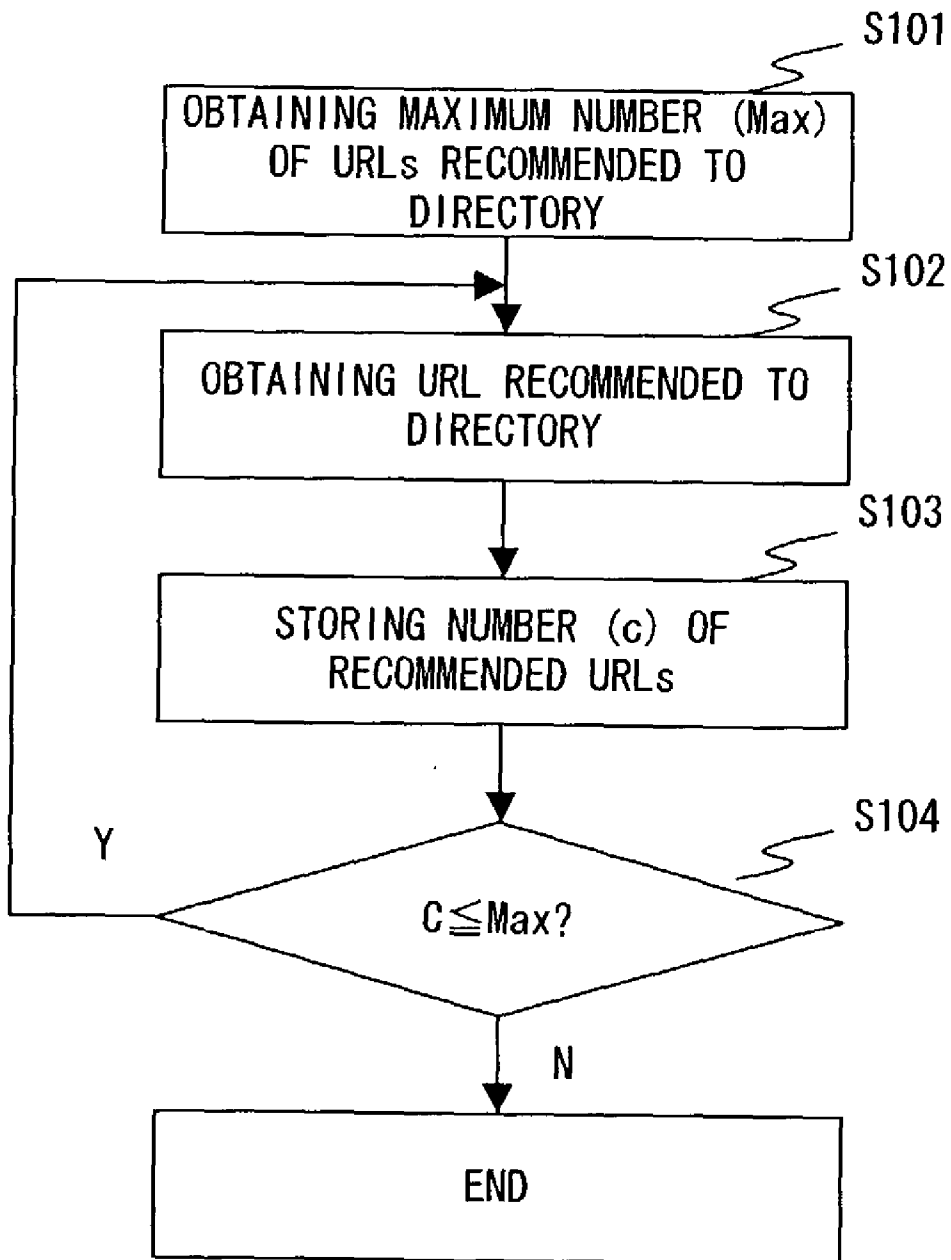 S101
OBTAINING MAXIMUM NUMBER (Max)
OF URLs RECOMMENDED TO
DIRECTORY
S102
OBTAINING URL RECOMMENDED TO
DIRECTORY
S103
STORING NUMBER (c) OF
RECOMMENDED URLs
S104
Y
C≦Max?
N
END